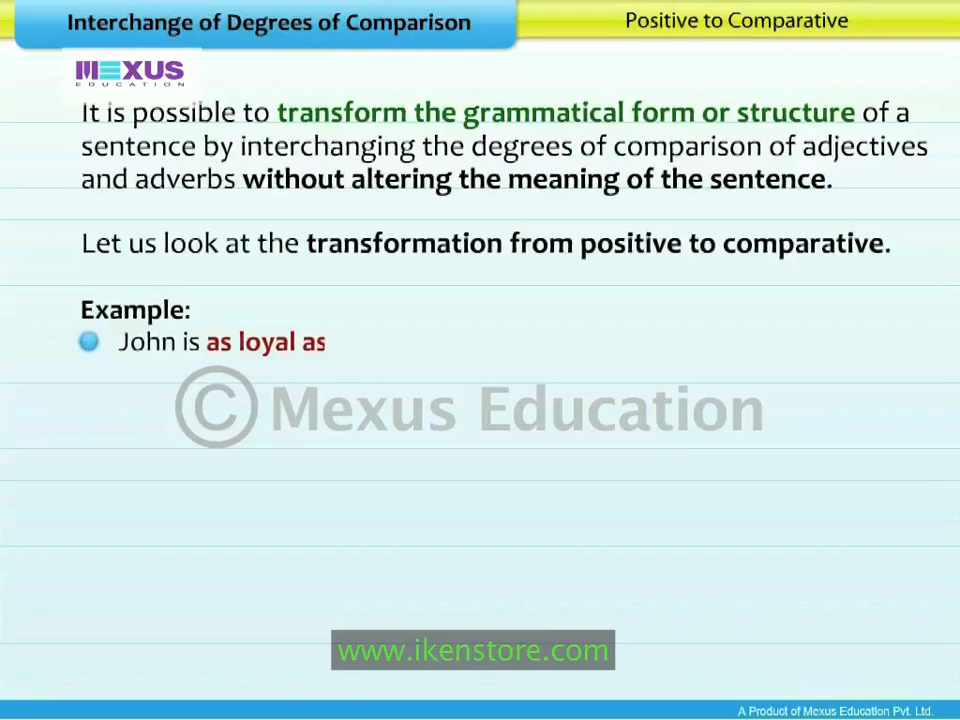 Interchange of Degrees of Comparison
Positive to Comparative
MEXUS
EDUCATION
It is possible to transform the grammatical form or structure of a
sentence by interchanging the degrees of comparison of adjectives
and adverbs without altering the meaning of the sentence.
Let us look at the transformation from positive to comparative.
Example:
John is as loyal as
© Mexus Education
www.ikenstore.com
A Product of Mexus Education Pvt. Ltd.